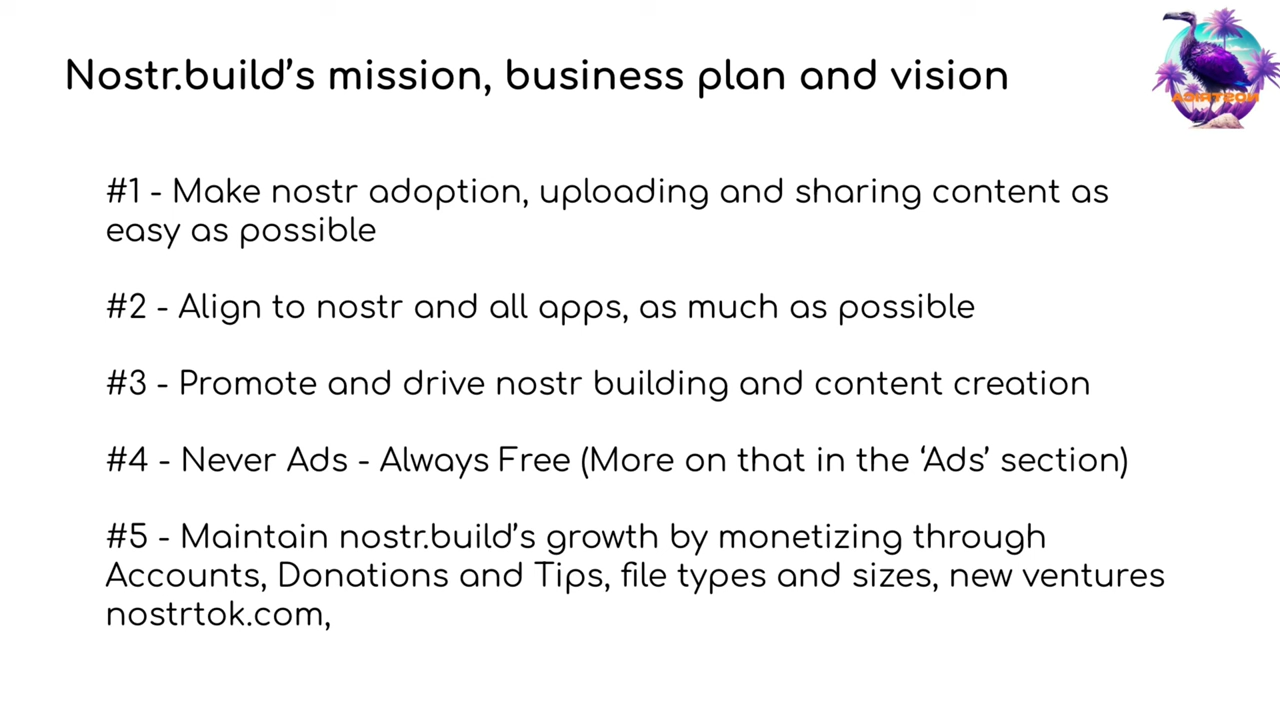 Nostr.build’s mission, business plan and vision
NOSTRICA
#1 - Make nostr adoption, uploading and sharing content as
easy as possible
#2 - Align to nostr and all apps, as much as possible
#3 - Promote and drive nostr building and content creation
#4 - Never Ads - Always Free (More on that in the ‘Ads’ section)
#5 - Maintain nostr.build’s growth by monetizing through
Accounts, Donations and Tips, file types and sizes, new ventures
nostrtok.com,